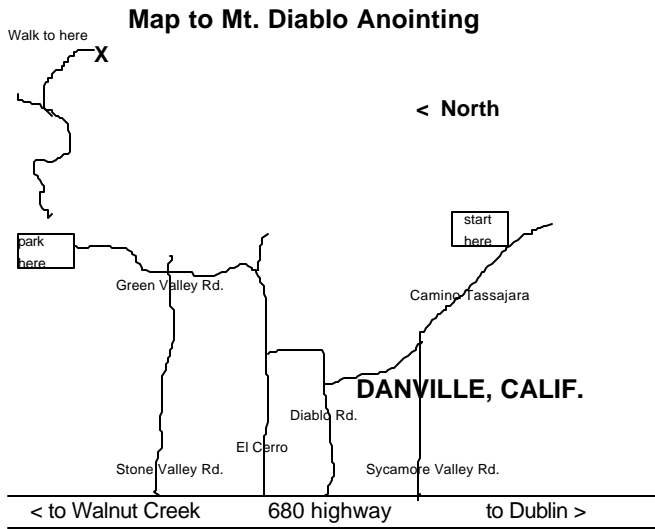 Map to Mt. Diablo Anointing
Walk to here
X
< North
start
here
park
here
Green Valley Rd.
Camino Tassajara
DANVILLE, CALIF.
Diablo Rd.
El Cerro
Stone Valley Rd.
Sycamore Valley Rd.
< to Walnut Creek 680 highway to Dublin >